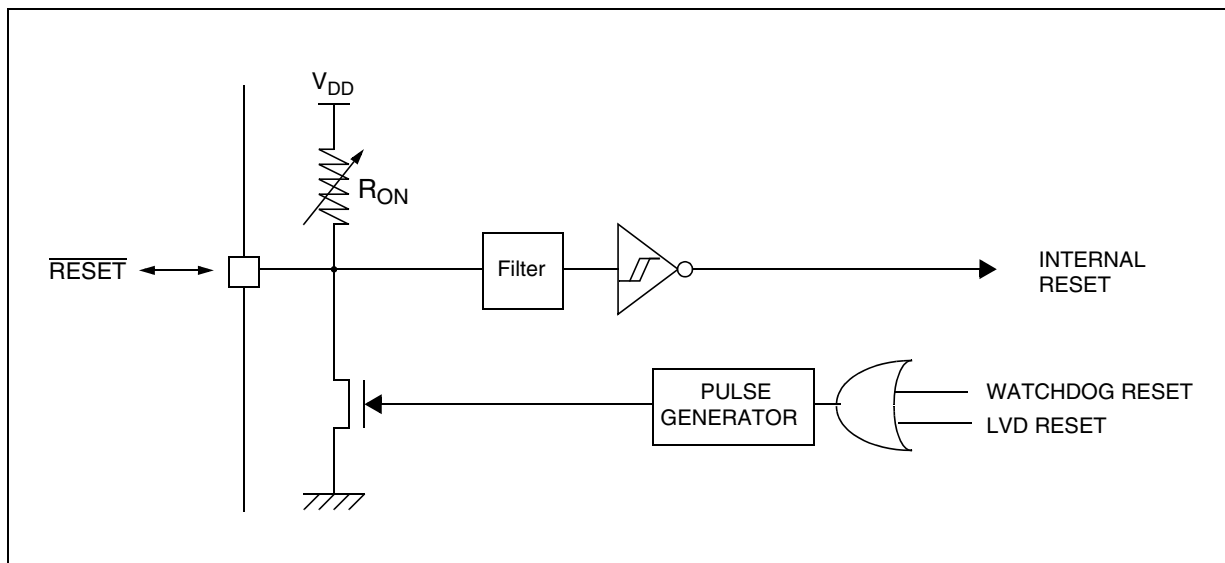 VDD
RON
RESET
Filter
INTERNAL
RESET
PULSE
GENERATOR
WATCHDOG RESET
LVD RESET